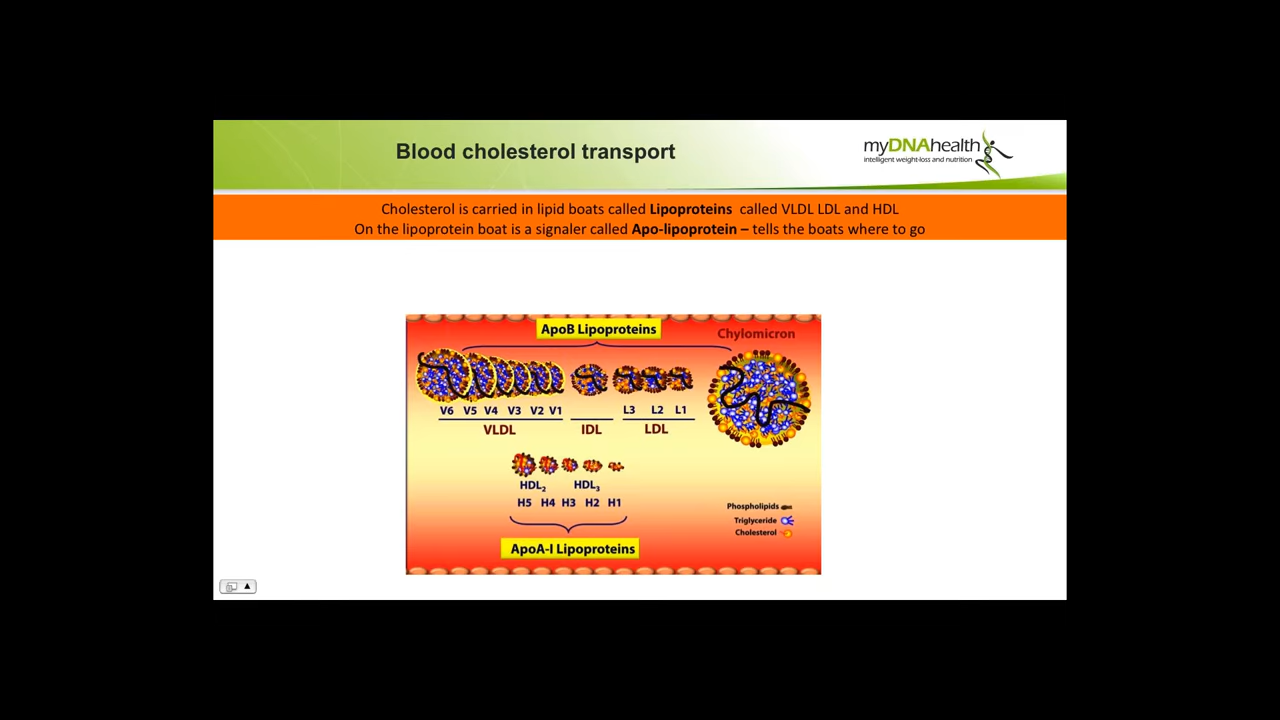 Blood cholesterol transport
myDNAhealth
intelligent weight-loss and nutrition
Cholesterol is carried in lipid boats called Lipoproteins called VLDL LDL and HDL
On the lipoprotein boat is a signaler called Apo-lipoprotein – tells the boats where to go
ApoB Lipoproteins
Chylomicron
V6 V5 V4 V3 V2 V1
L3 L2 L1
VLDL IDL LDL
HDL2 HDL3
H5 H4 H3 H2 H1
Phospholipids
Triglyceride
Cholesterol
ApoA-I Lipoproteins